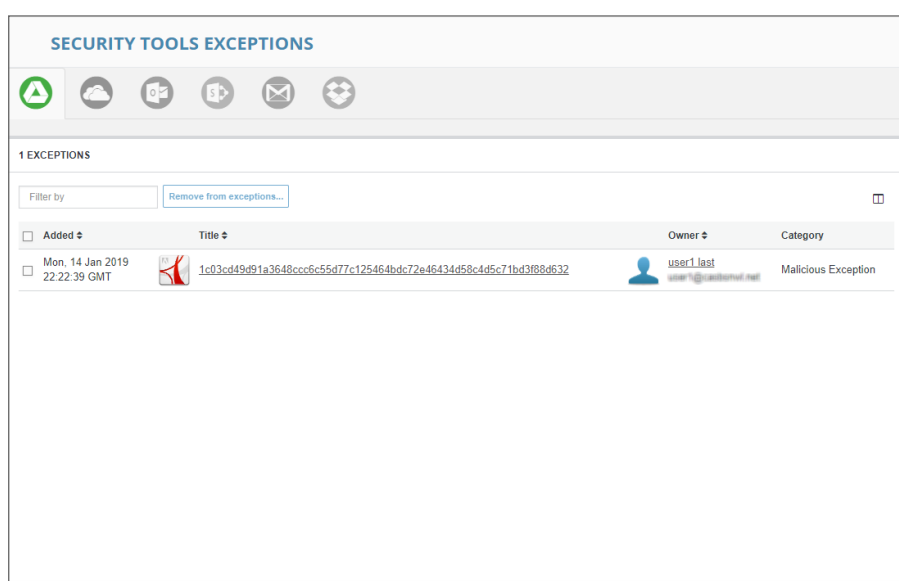 SECURITY TOOLS EXCEPTIONS
1 EXCEPTIONS
Filter by
Remove from exceptions...
Added Title Owner Category
Mon, 14 Jan 2019
22:22:39 GMT
1c03cd49d91a3648ccc6c55d77c125464bdc72e46434d58c4d5c71bd3f88d632
user1 last
Malicious Exception